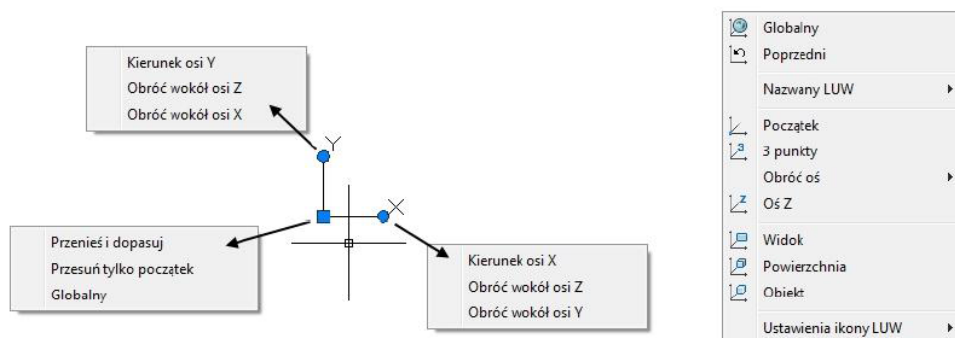 Kierunek osi Y
Obróć wokół osi Z
Obróć wokół osi X
Y
X
Przenieś i dopasuj
Przesuń tylko początek
Globalny
Kierunek osi X
Obróć wokół osi Z
Obróć wokół osi Y
Globalny
Poprzedni
Nazwany LUW
Początek
3 3 punkty
Obróć oś
Z Oś Z
Widok
Powierzchnia
Obiekt
Ustawienia ikony LUW